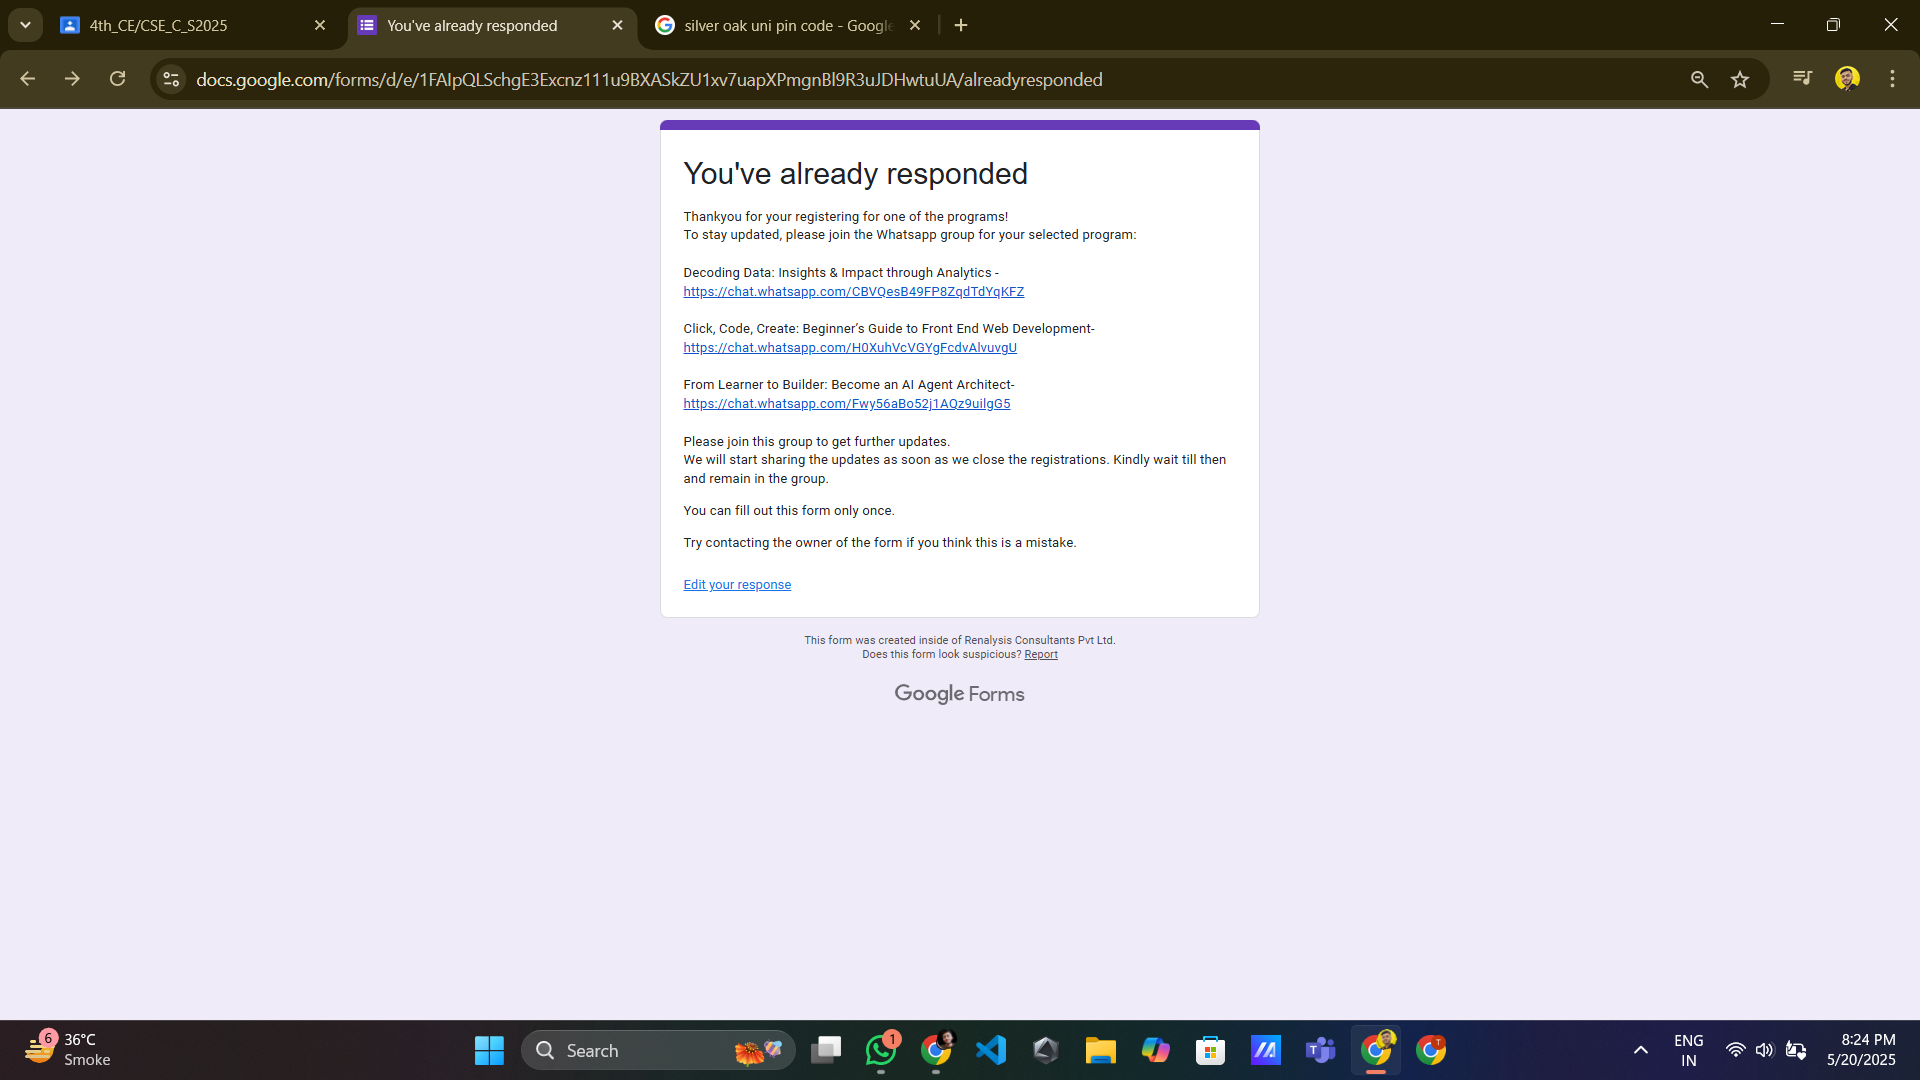 4th_CE/CSE_C_S2025
You've already responded
silver oak uni pin code - Google
docs.google.com/forms/d/e/1FAIpQLSchgE3Excnz111u9BXASkZU1xv7uapXPmgnBl9R3uJDHwtuUA/alreadyresponded
You've already responded
Thankyou for your registering for one of the programs!
To stay updated, please join the Whatsapp group for your selected program:
Decoding Data: Insights & Impact through Analytics -
https://chat.whatsapp.com/CBVQesB49FP8ZqdTdYqKFZ
Click, Code, Create: Beginner’s Guide to Front End Web Development-
https://chat.whatsapp.com/H0XuhVcVGYgFcdvAlvuvgU
From Learner to Builder: Become an AI Agent Architect-
https://chat.whatsapp.com/Fwy56aBo52j1AQz9uilgG5
Please join this group to get further updates.
We will start sharing the updates as soon as we close the registrations. Kindly wait till then
and remain in the group.
You can fill out this form only once.
Try contacting the owner of the form if you think this is a mistake.
Edit your response
This form was created inside of Renalysis Consultants Pvt Ltd.
Does this form look suspicious? Report
Google Forms
6
36°C
Smoke
Search
1
T
T
ENG
IN
8:24 PM
5/20/2025